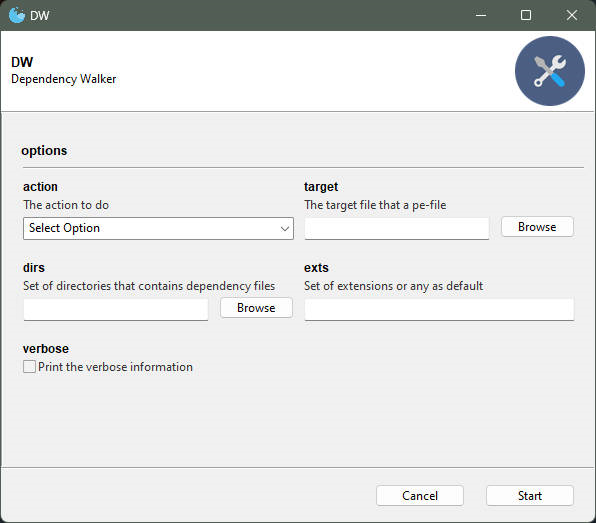 DW
DW
Dependency Walker
options
action
The action to do
Select Option
target
The target file that a pe-file
Browse
dirs
Set of directories that contains dependency files
Browse
exts
Set of extensions or any as default
verbose
Print the verbose information
Cancel
Start